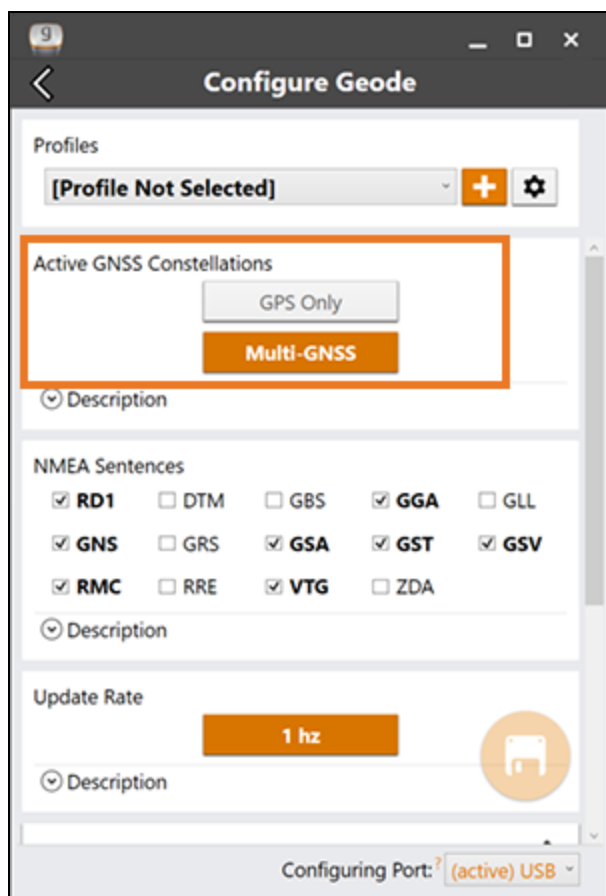 9
Configure Geode
Profiles
[Profile Not Selected]
Active GNSS Constellations
GPS Only
Multi-GNSS
Description
NMEA Sentences
RD1 DTM GBS GGA GLL
GNS GRS GSA GST GSV
RMC RRE VTG ZDA
Description
Update Rate
1 hz
Description
Configuring Port:? (active) USB